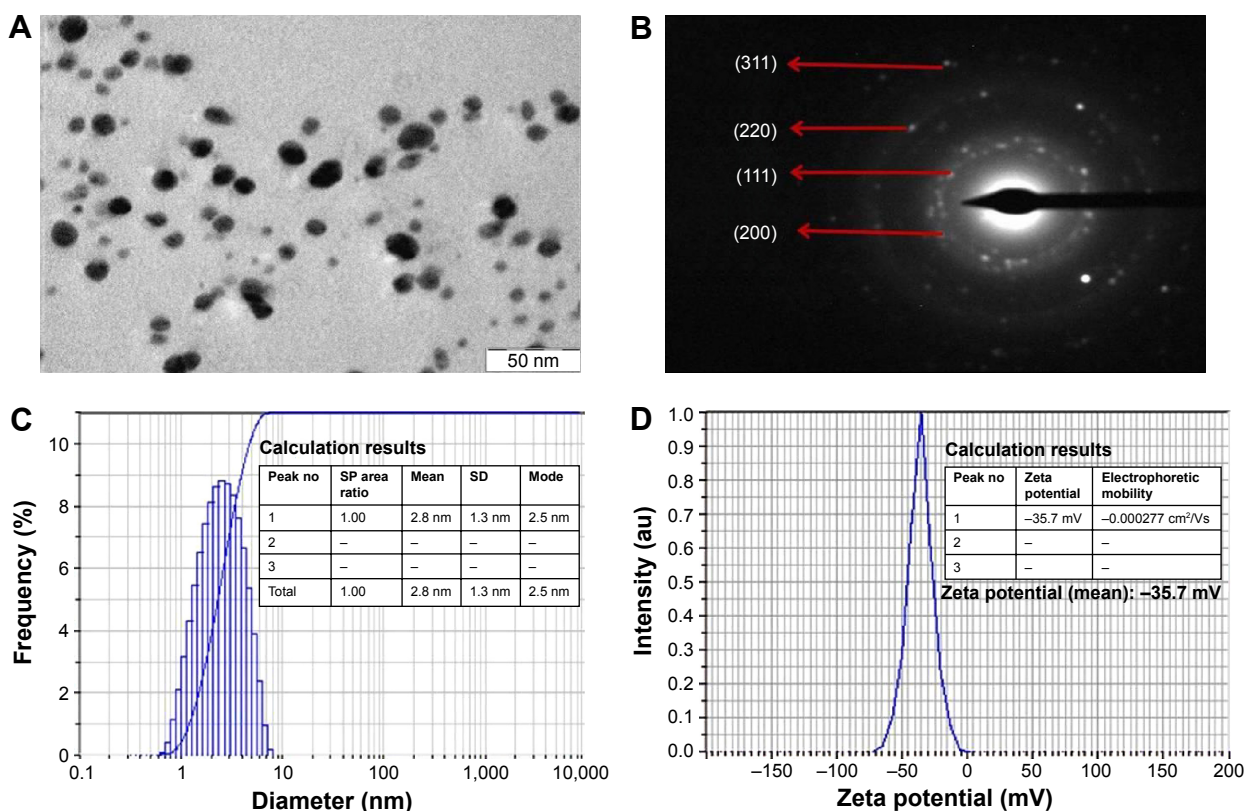 A
50 nm
B
(311)
(220)
(111)
(200)
C
Frequency (%)
10
8
6
4
2
0
0.1 1 10 100 1,000 10,000
Diameter (nm)
Calculation results
Peak no SP area ratio Mean SD Mode
1 1.00 2.8 nm 1.3 nm 2.5 nm
2 – – – –
3 – – – –
Total 1.00 2.8 nm 1.3 nm 2.5 nm
D
Intensity (au)
1.0
0.9
0.8
0.7
0.6
0.5
0.4
0.3
0.2
0.1
0.0
–150 –100 –50 0 50 100 150 200
Zeta potential (mV)
Calculation results
Peak no Zeta potential Electrophoretic mobility
1 –35.7 mV –0.000277 cm²/Vs
2 – –
3 – –
Zeta potential (mean): –35.7 mV